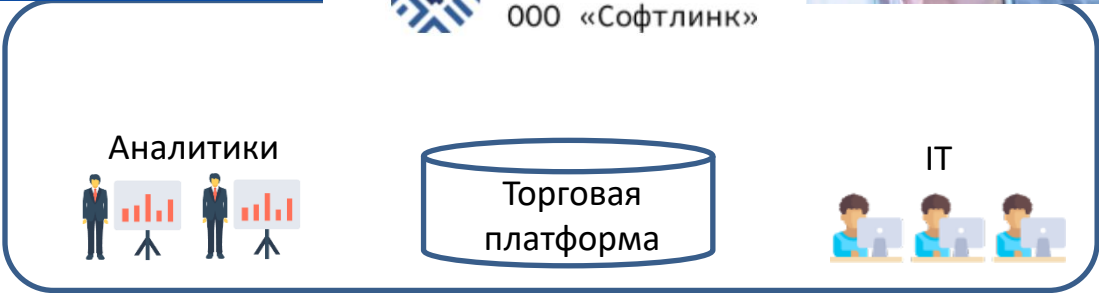 ООО «Софтлинк»
Аналитики
Торговая
платформа
IT